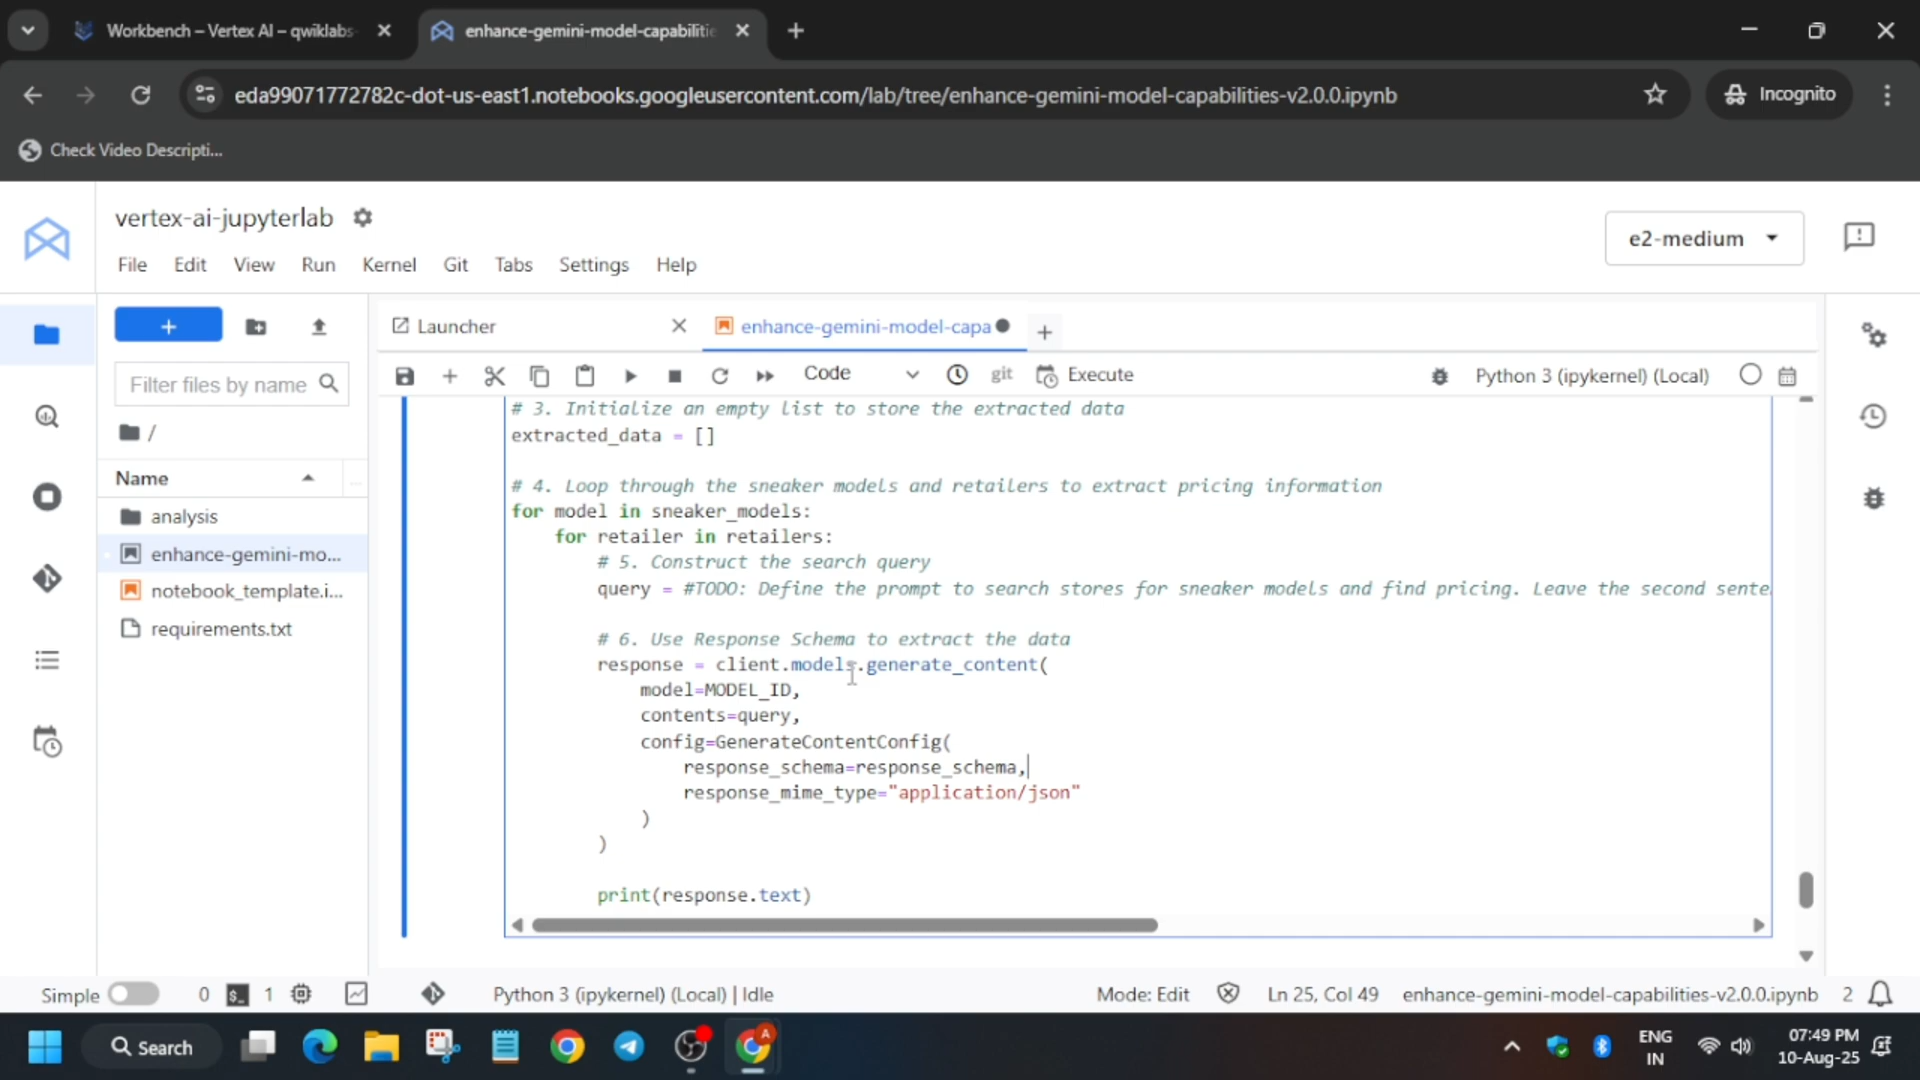 Workbench – Vertex AI – qwiklabs-
enhance-gemini-model-capabilitie
eda99071772782c-dot-us-east1.notebooks.googleusercontent.com/lab/tree/enhance-gemini-model-capabilities-v2.0.0.ipynb
Incognito
Check Video Descripti...
vertex-ai-jupyterlab
e2-medium
File Edit View Run Kernel Git Tabs Settings Help
+
Filter files by name
/
Name
analysis
enhance-gemini-mo...
notebook_template.i...
requirements.txt
Launcher
enhance-gemini-model-capa
Code
git
Execute
Python 3 (ipykernel) (Local)
# 3. Initialize an empty list to store the extracted data
extracted_data = []
# 4. Loop through the sneaker models and retailers to extract pricing information
for model in sneaker_models:
for retailer in retailers:
# 5. Construct the search query
query = #TODO: Define the prompt to search stores for sneaker models and find pricing. Leave the second sente
# 6. Use Response Schema to extract the data
response = client.models.generate_content(
model=MODEL_ID,
contents=query,
config=GenerateContentConfig(
response_schema=response_schema,
response_mime_type="application/json"
)
)
print(response.text)
Simple
0
1
Python 3 (ipykernel) (Local) | Idle
Mode: Edit
Ln 25, Col 49
enhance-gemini-model-capabilities-v2.0.0.ipynb
2
Search
A
ENG
IN
07:49 PM
10-Aug-25